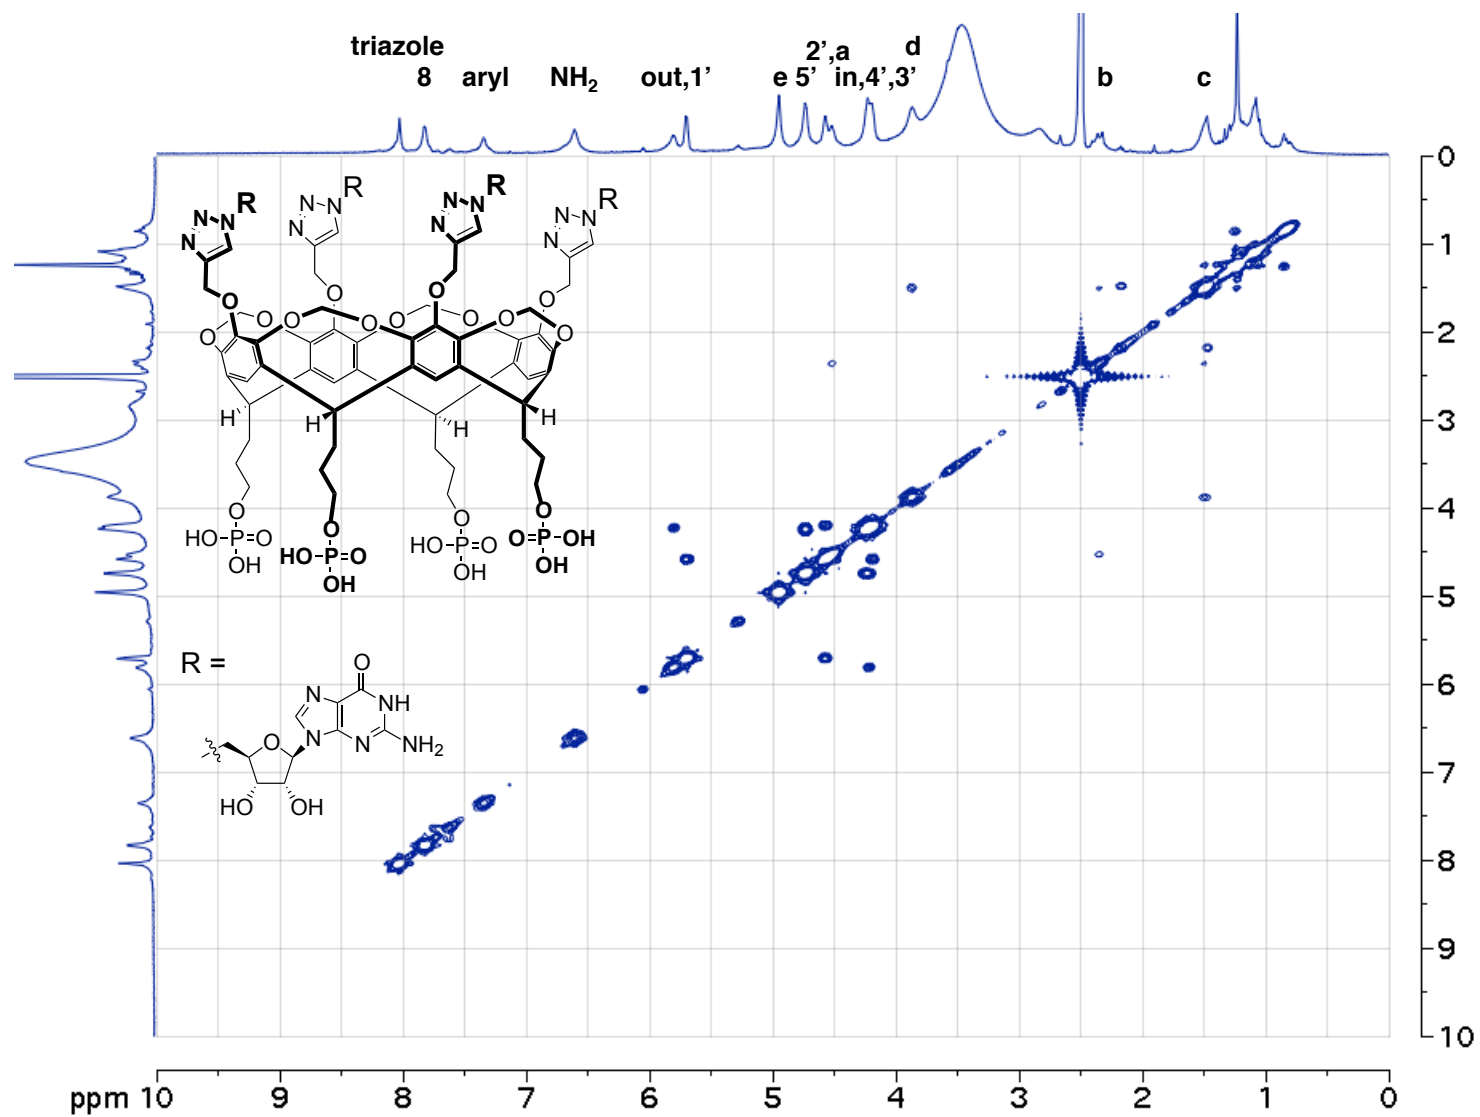 triazole
2',a
d
8
aryl
NH2
out,1'
e 5'
in,4',3'
b
c
R
R
R
R
N
N
N
N
N
N
N
N
N
N
N
N
O
O
O
O
O
O
O
O
O
O
O
O
H
H
H
H
O
O
O
O
HO-P=O
OH
HO-P=O
OH
HO-P=O
OH
O=P-OH
OH
R =
O
N
NH
O
N
N
NH2
HO
OH
0
1
2
3
4
5
6
7
8
9
10
ppm 10 9 8 7 6 5 4 3 2 1 0